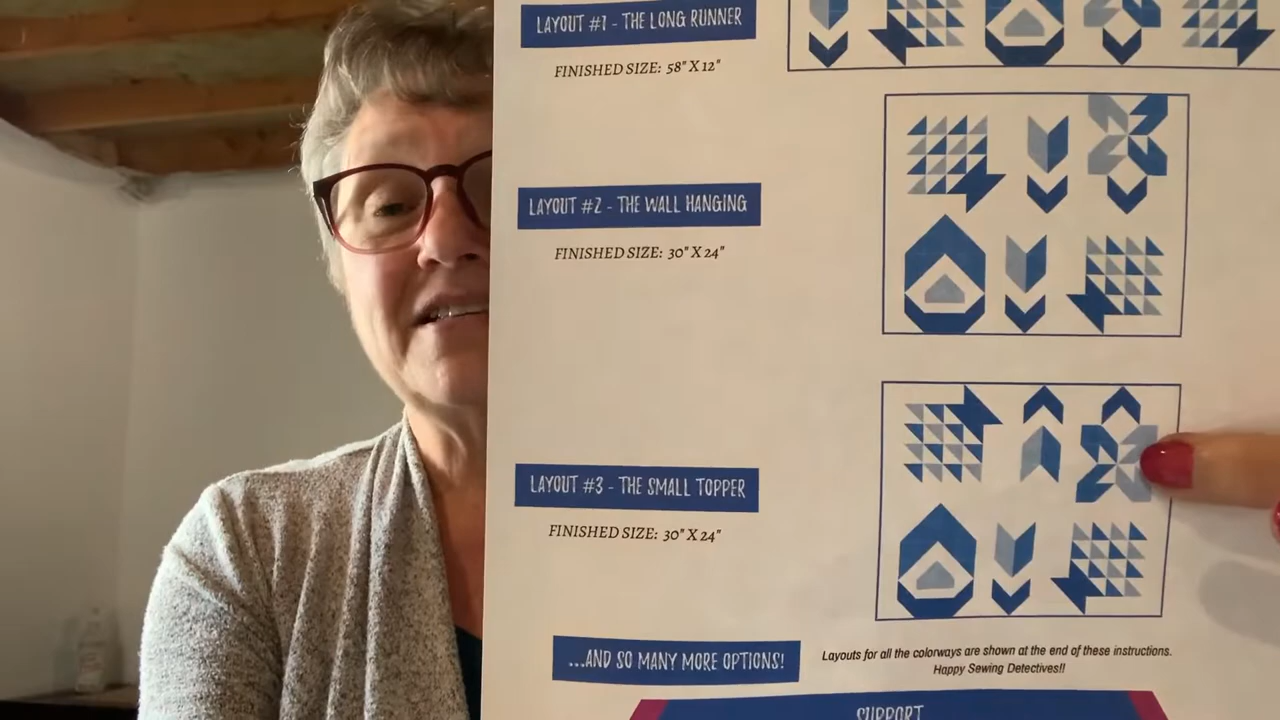 LAYOUT #1 - THE LONG RUNNER
FINISHED SIZE: 58" X 12"
LAYOUT #2 - THE WALL HANGING
FINISHED SIZE: 30" X 24"
LAYOUT #3 - THE SMALL TOPPER
FINISHED SIZE: 30" X 24"
...AND SO MANY MORE OPTIONS!
Layouts for all the colorways are shown at the end of these instructions.
Happy Sewing Detectives!!
SUPPORT